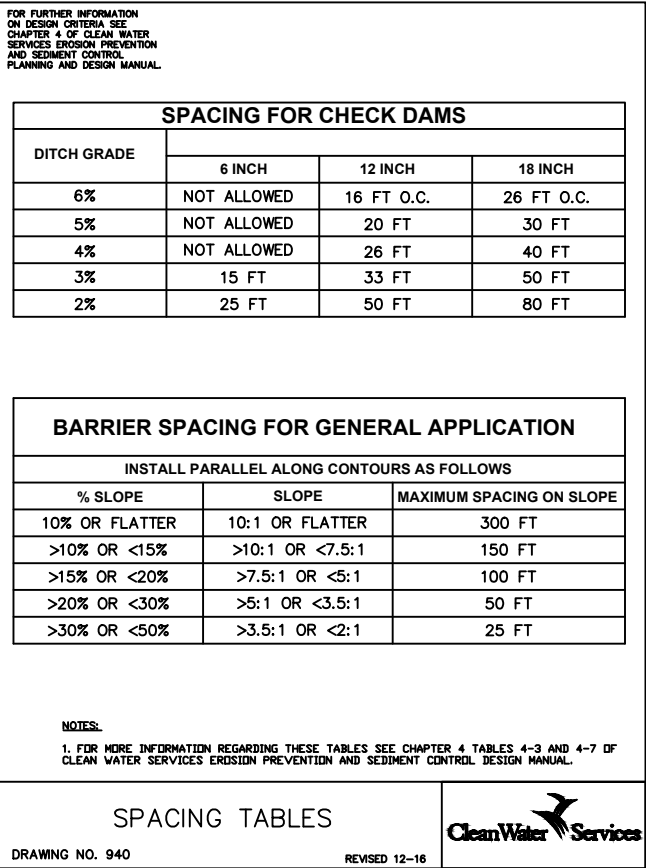 FOR FURTHER INFORMATION
ON DESIGN CRITERIA SEE
CHAPTER 4 OF CLEAN WATER
SERVICES EROSION PREVENTION
AND SEDIMENT CONTROL
PLANNING AND DESIGN MANUAL.
SPACING FOR CHECK DAMS
DITCH GRADE
6 INCH 12 INCH 18 INCH
6% NOT ALLOWED 16 FT O.C. 26 FT O.C.
5% NOT ALLOWED 20 FT 30 FT
4% NOT ALLOWED 26 FT 40 FT
3% 15 FT 33 FT 50 FT
2% 25 FT 50 FT 80 FT
BARRIER SPACING FOR GENERAL APPLICATION
INSTALL PARALLEL ALONG CONTOURS AS FOLLOWS
% SLOPE SLOPE MAXIMUM SPACING ON SLOPE
10% OR FLATTER 10:1 OR FLATTER 300 FT
>10% OR <15% >10:1 OR <7.5:1 150 FT
>15% OR <20% >7.5:1 OR <5:1 100 FT
>20% OR <30% >5:1 OR <3.5:1 50 FT
>30% OR <50% >3.5:1 OR <2:1 25 FT
NOTES:
1. FOR MORE INFORMATION REGARDING THESE TABLES SEE CHAPTER 4 TABLES 4-3 AND 4-7 OF
CLEAN WATER SERVICES EROSION PREVENTION AND SEDIMENT CONTROL DESIGN MANUAL.
SPACING TABLES
DRAWING NO. 940
REVISED 12-16
CleanWater Services